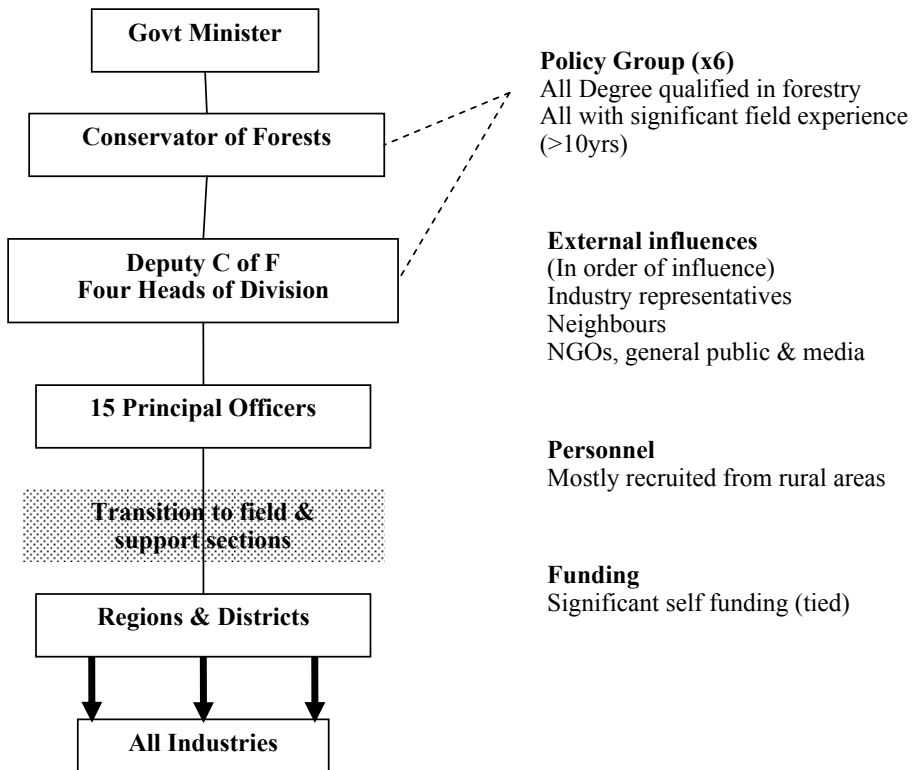 Govt Minister
Conservator of Forests
Deputy C of F
Four Heads of Division
15 Principal Officers
Transition to field &
support sections
Regions & Districts
All Industries
Policy Group (x6)
All Degree qualified in forestry
All with significant field experience
(>10yrs)
External influences
(In order of influence)
Industry representatives
Neighbours
NGOs, general public & media
Personnel
Mostly recruited from rural areas
Funding
Significant self funding (tied)